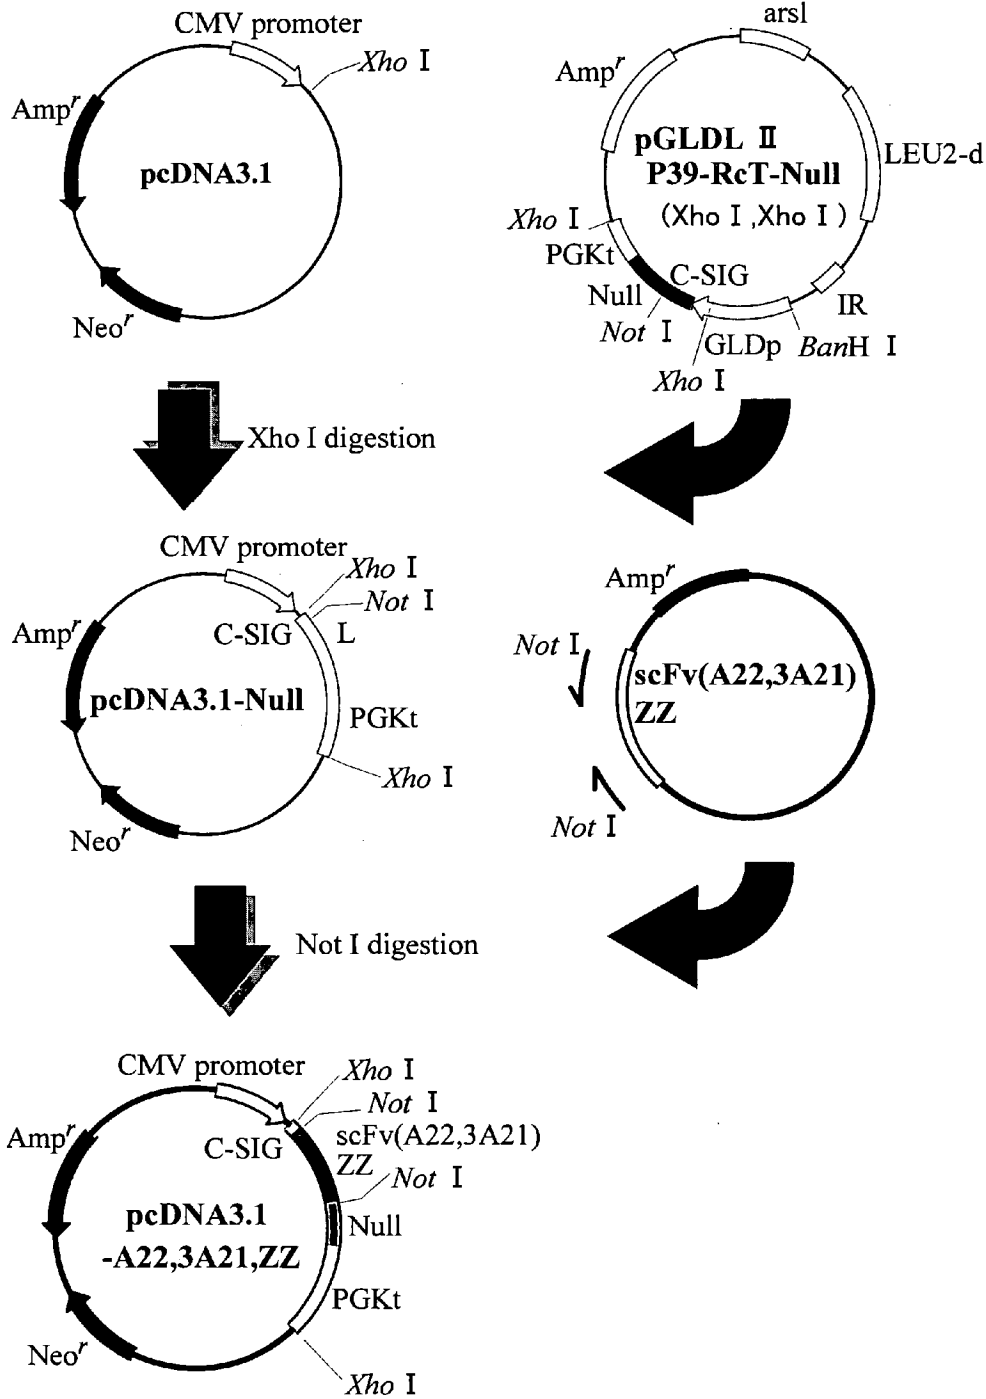 CMV promoter
Xho I
Amp^r
pcDNA3.1
Neo^r
arsl
Amp^r
pGLDL Ⅱ
P39-RcT-Null
(Xho I ,Xho I )
LEU2-d
Xho I
PGKt
C-SIG
Null
Not I
IR
GLDp
BanH I
Xho I
Xho I digestion
CMV promoter
Xho I
Not I
Amp^r
C-SIG
L
pcDNA3.1-Null
PGKt
Xho I
Neo^r
Amp^r
Not I
scFv(A22,3A21)
ZZ
Not I
Not I digestion
CMV promoter
Xho I
Not I
Amp^r
C-SIG
scFv(A22,3A21)
ZZ
Not I
pcDNA3.1
-A22,3A21,ZZ
Null
PGKt
Neo^r
Xho I